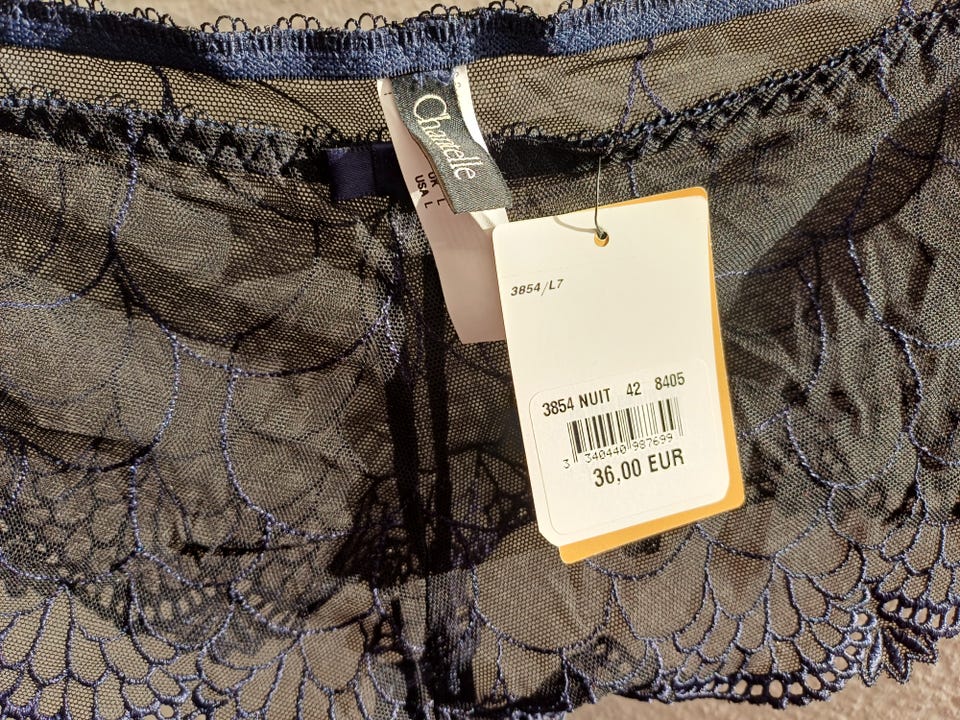 Chantelle
UK L
USA L
3854/L7
3854 NUIT 42 8405
3 340440 987699
36,00 EUR